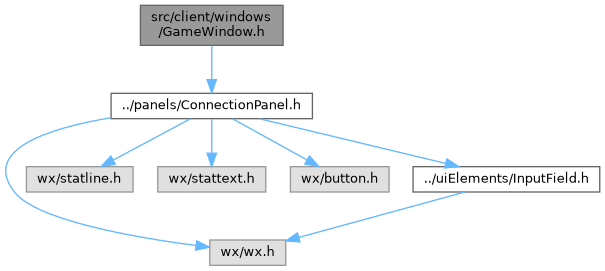 src/client/windows
/GameWindow.h
../panels/ConnectionPanel.h
wx/statline.h
wx/stattext.h
wx/button.h
../uiElements/InputField.h
wx/wx.h